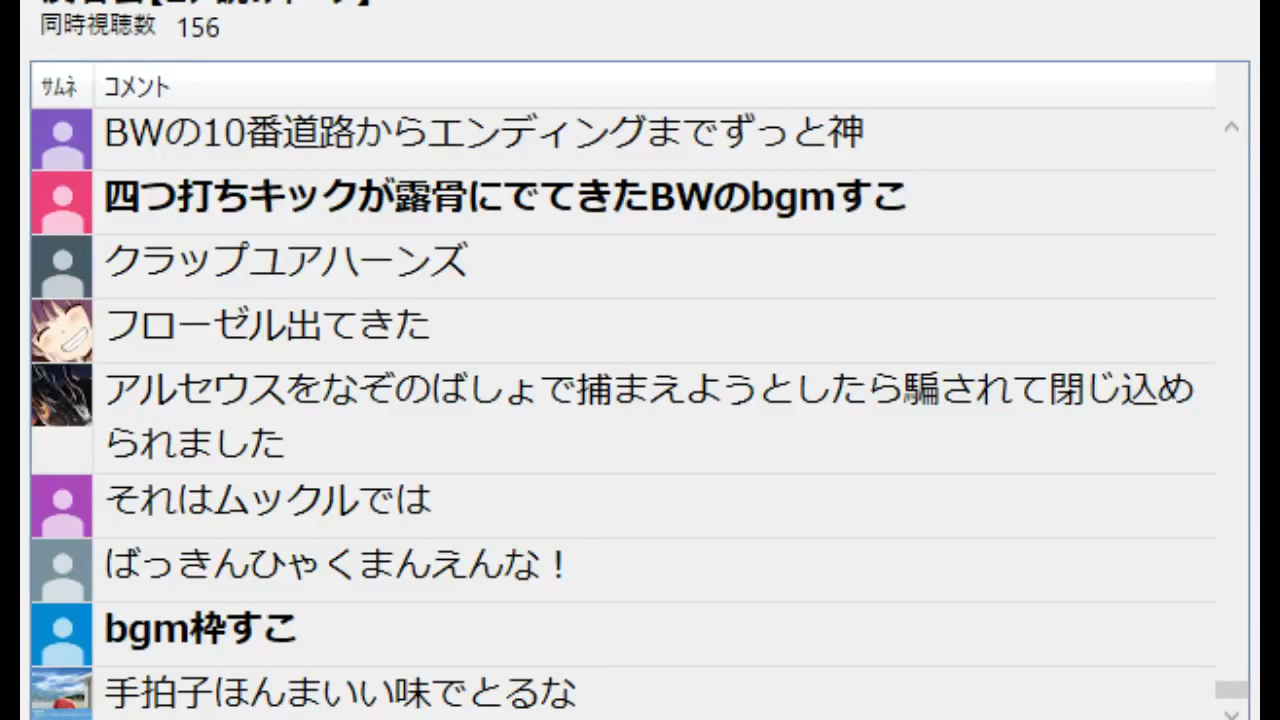 同時視聴数 156
ｻﾑﾈ コメント
BWの10番道路からエンディングまでずっと神
四つ打ちキックが露骨にでてきたBWのbgmすこ
クラップユアハーンズ
フローゼル出てきた
アルセウスをなぞのばしょで捕まえようとしたら騙されて閉じ込め
られました
それはムックルでは
ばっきんひゃくまんえんな！
bgm枠すこ
手拍子ほんまいい味でとるな